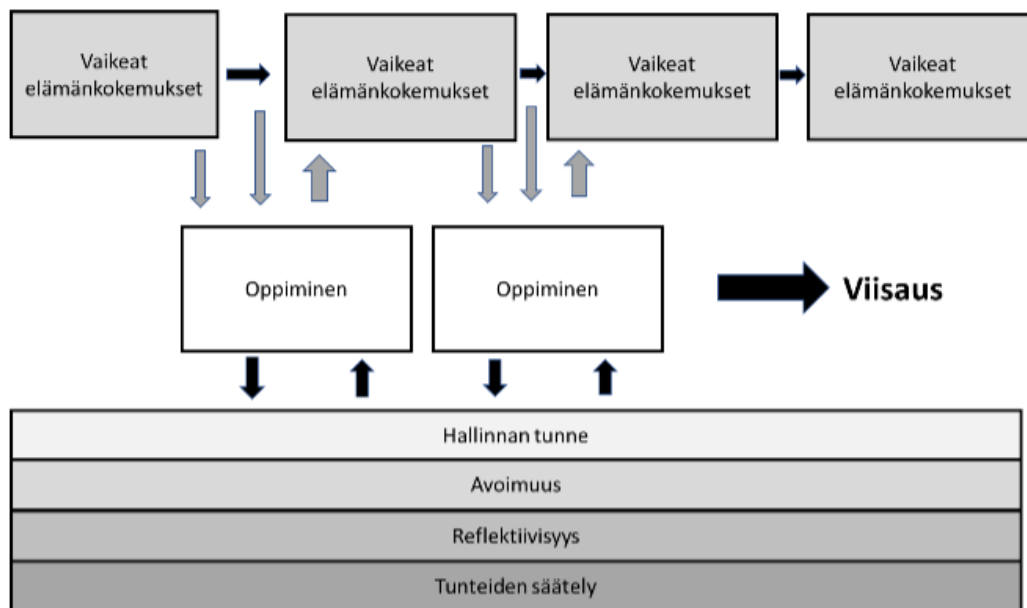 Vaikeat
elämänkokemukset
Vaikeat
elämänkokemukset
Vaikeat
elämänkokemukset
Vaikeat
elämänkokemukset
Oppiminen
Oppiminen
Viisaus
Hallinnan tunne
Avoimuus
Reflektiivisyys
Tunteiden säätely